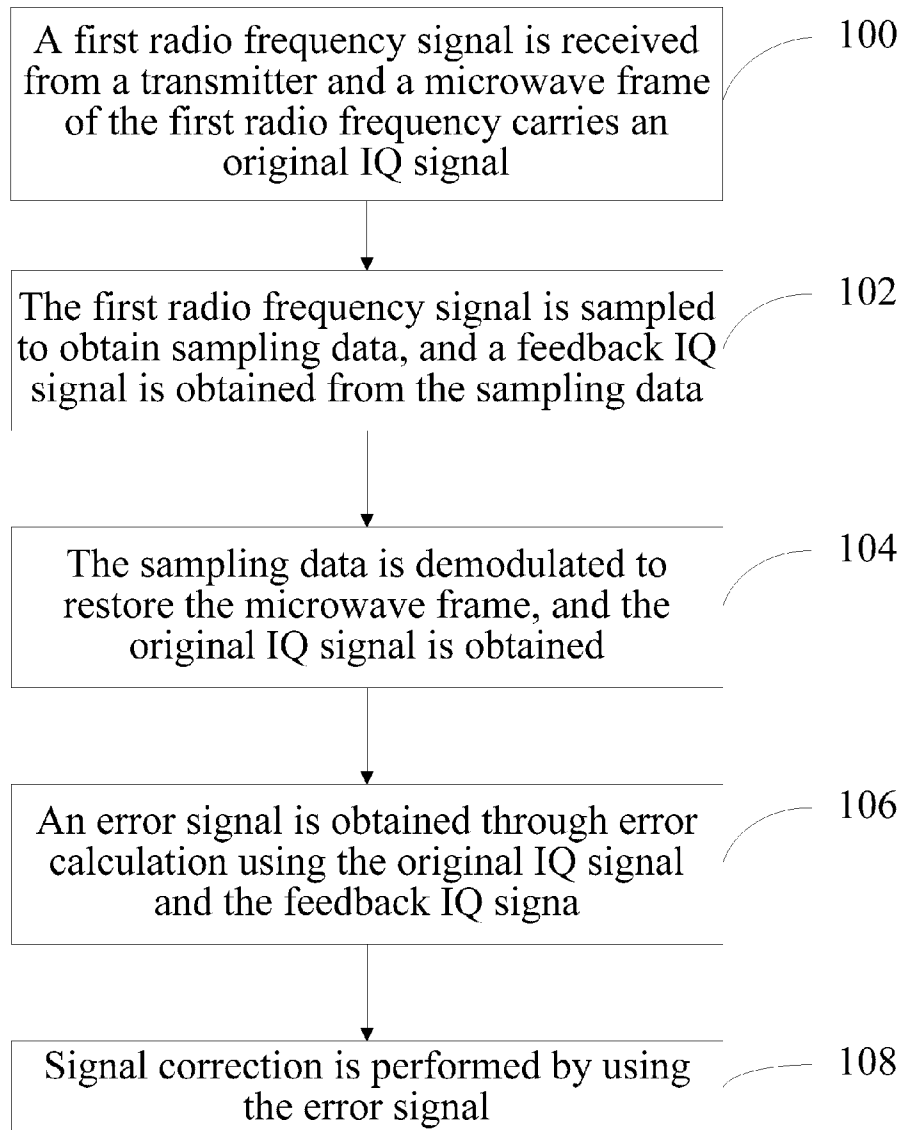 A first radio frequency signal is received
from a transmitter and a microwave frame
of the first radio frequency carries an
original IQ signal
100
The first radio frequency signal is sampled
to obtain sampling data, and a feedback IQ
signal is obtained from the sampling data
102
The sampling data is demodulated to
restore the microwave frame, and the
original IQ signal is obtained
104
An error signal is obtained through error
calculation using the original IQ signal
and the feedback IQ signa
106
Signal correction is performed by using
the error signal
108